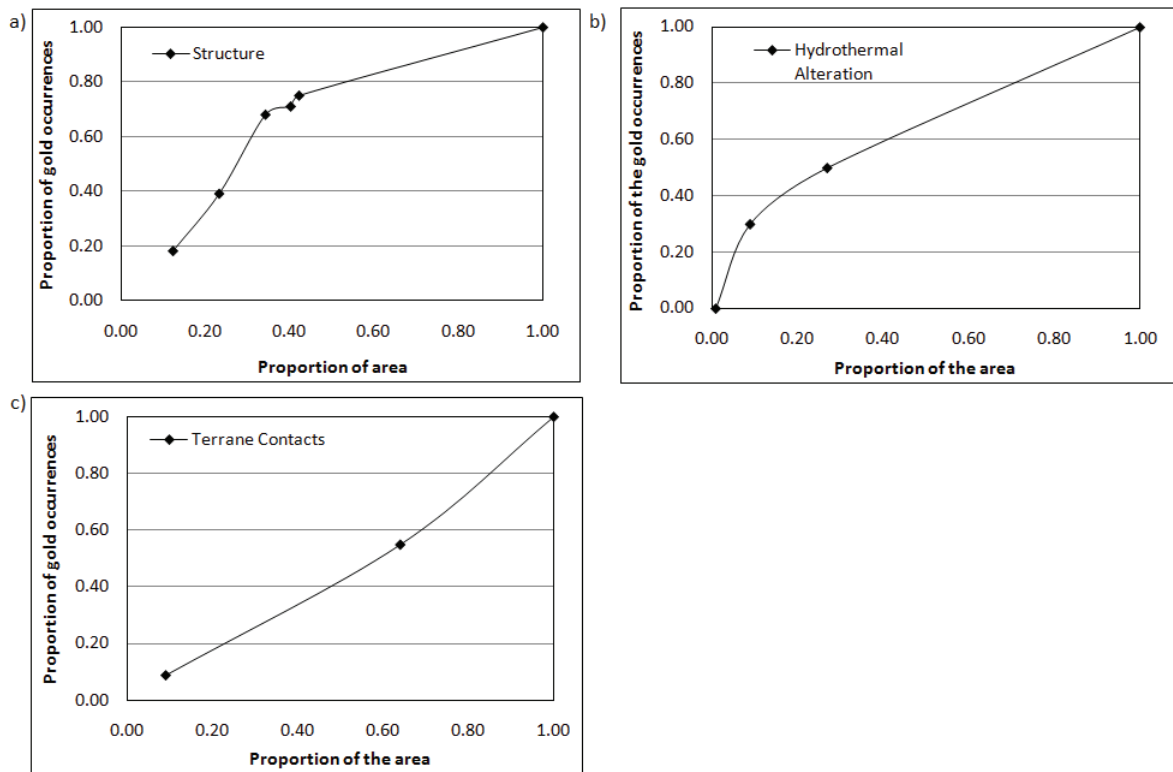 a)
Structure
Proportion of gold occurrences
1.00
0.80
0.60
0.40
0.20
0.00
0.00 0.20 0.40 0.60 0.80 1.00
Proportion of area
b)
Hydrothermal
Alteration
Proportion of the gold occurrences
1.00
0.80
0.60
0.40
0.20
0.00
0.00 0.20 0.40 0.60 0.80 1.00
Proportion of the area
c)
Terrane Contacts
Proportion of gold occurrences
1.00
0.80
0.60
0.40
0.20
0.00
0.00 0.20 0.40 0.60 0.80 1.00
Proportion of the area